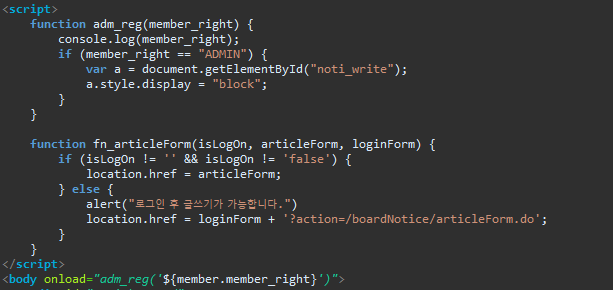 <script>
    function adm_reg(member_right) {
        console.log(member_right);
        if (member_right == "ADMIN") {
            var a = document.getElementById("noti_write");
            a.style.display = "block";
        }
    }

    function fn_articleForm(isLogOn, articleForm, loginForm) {
        if (isLogOn != '' && isLogOn != 'false') {
            location.href = articleForm;
        } else {
            alert("로그인 후 글쓰기가 가능합니다.")
            location.href = loginForm + '?action=/boardNotice/articleForm.do';
        }
    }
</script>
<body onload="adm_reg('${member.member_right}')">